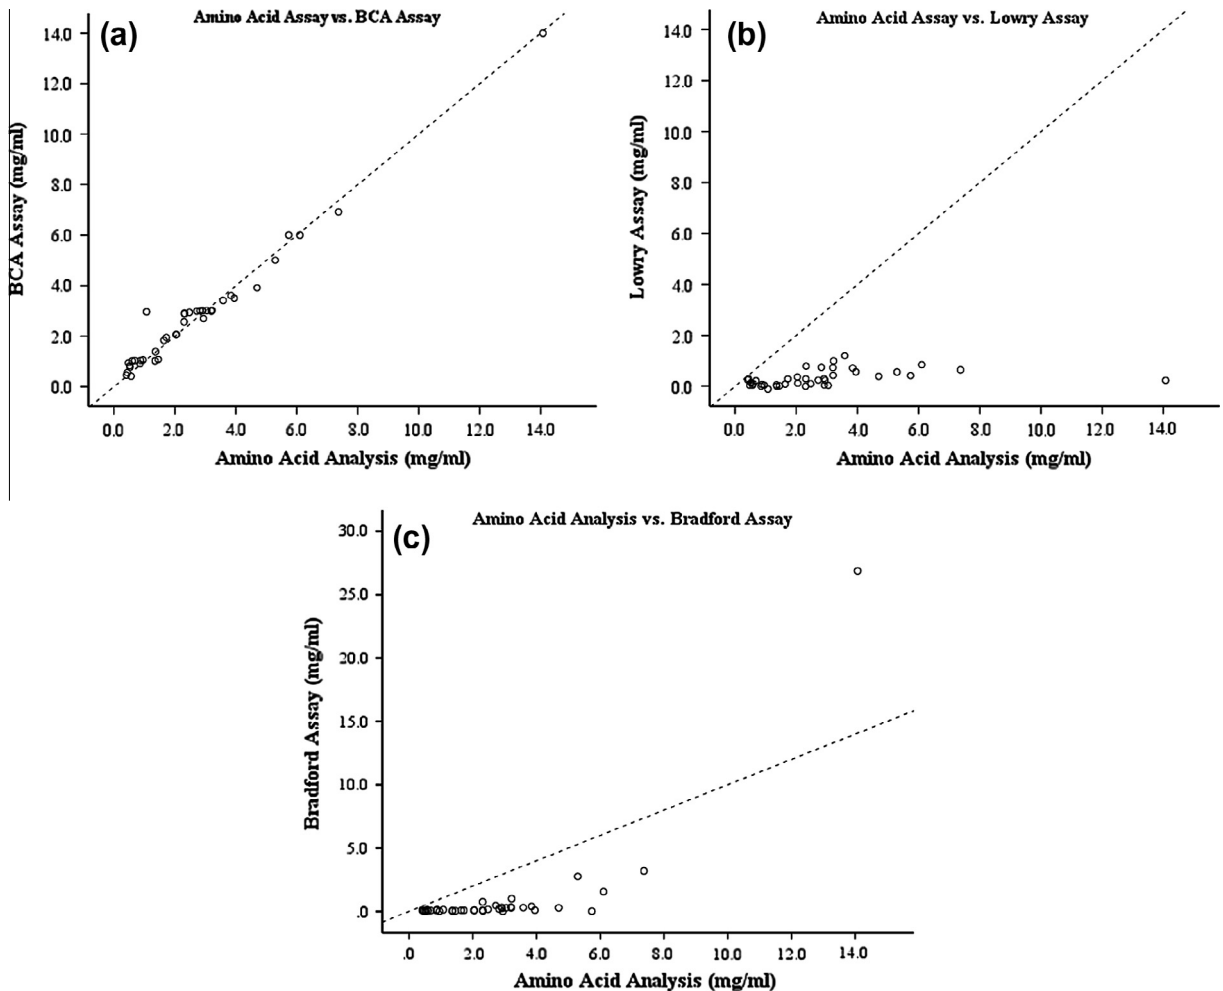 Amino Acid Assay vs. BCA Assay
(a)
14.0
12.0
10.0
8.0
6.0
4.0
2.0
0.0
BCA Assay (mg/ml)
0.0 2.0 4.0 6.0 8.0 10.0 12.0 14.0
Amino Acid Analysis (mg/ml)
Amino Acid Assay vs. Lowry Assay
(b)
14.0
12.0
10.0
8.0
6.0
4.0
2.0
0.0
Lowry Assay (mg/ml)
0.0 2.0 4.0 6.0 8.0 10.0 12.0 14.0
Amino Acid Analysis (mg/ml)
Amino Acid Analysis vs. Bradford Assay
(c)
30.0
25.0
20.0
15.0
10.0
5.0
.0
Bradford Assay (mg/ml)
.0 2.0 4.0 6.0 8.0 10.0 12.0 14.0
Amino Acid Analysis (mg/ml)